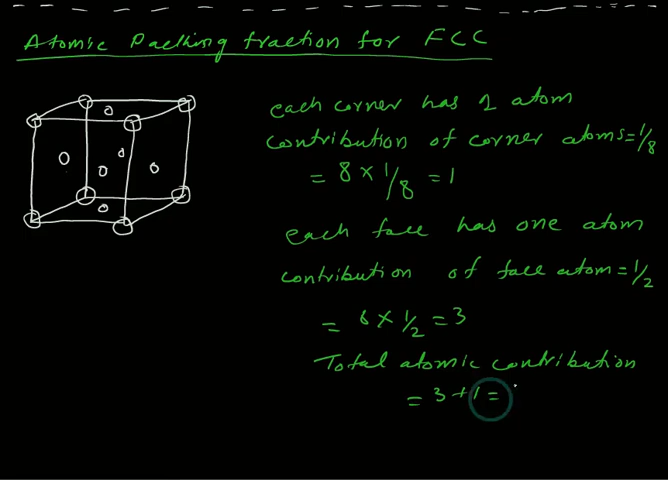 Atomic Packing fraction for FCC
each corner has 1 atom
contribution of corner atoms=1/8
= 8 × 1/8 = 1
each face has one atom
contribution of face atom=1/2
= 6 × 1/2 = 3
Total atomic contribution
= 3 + 1 =